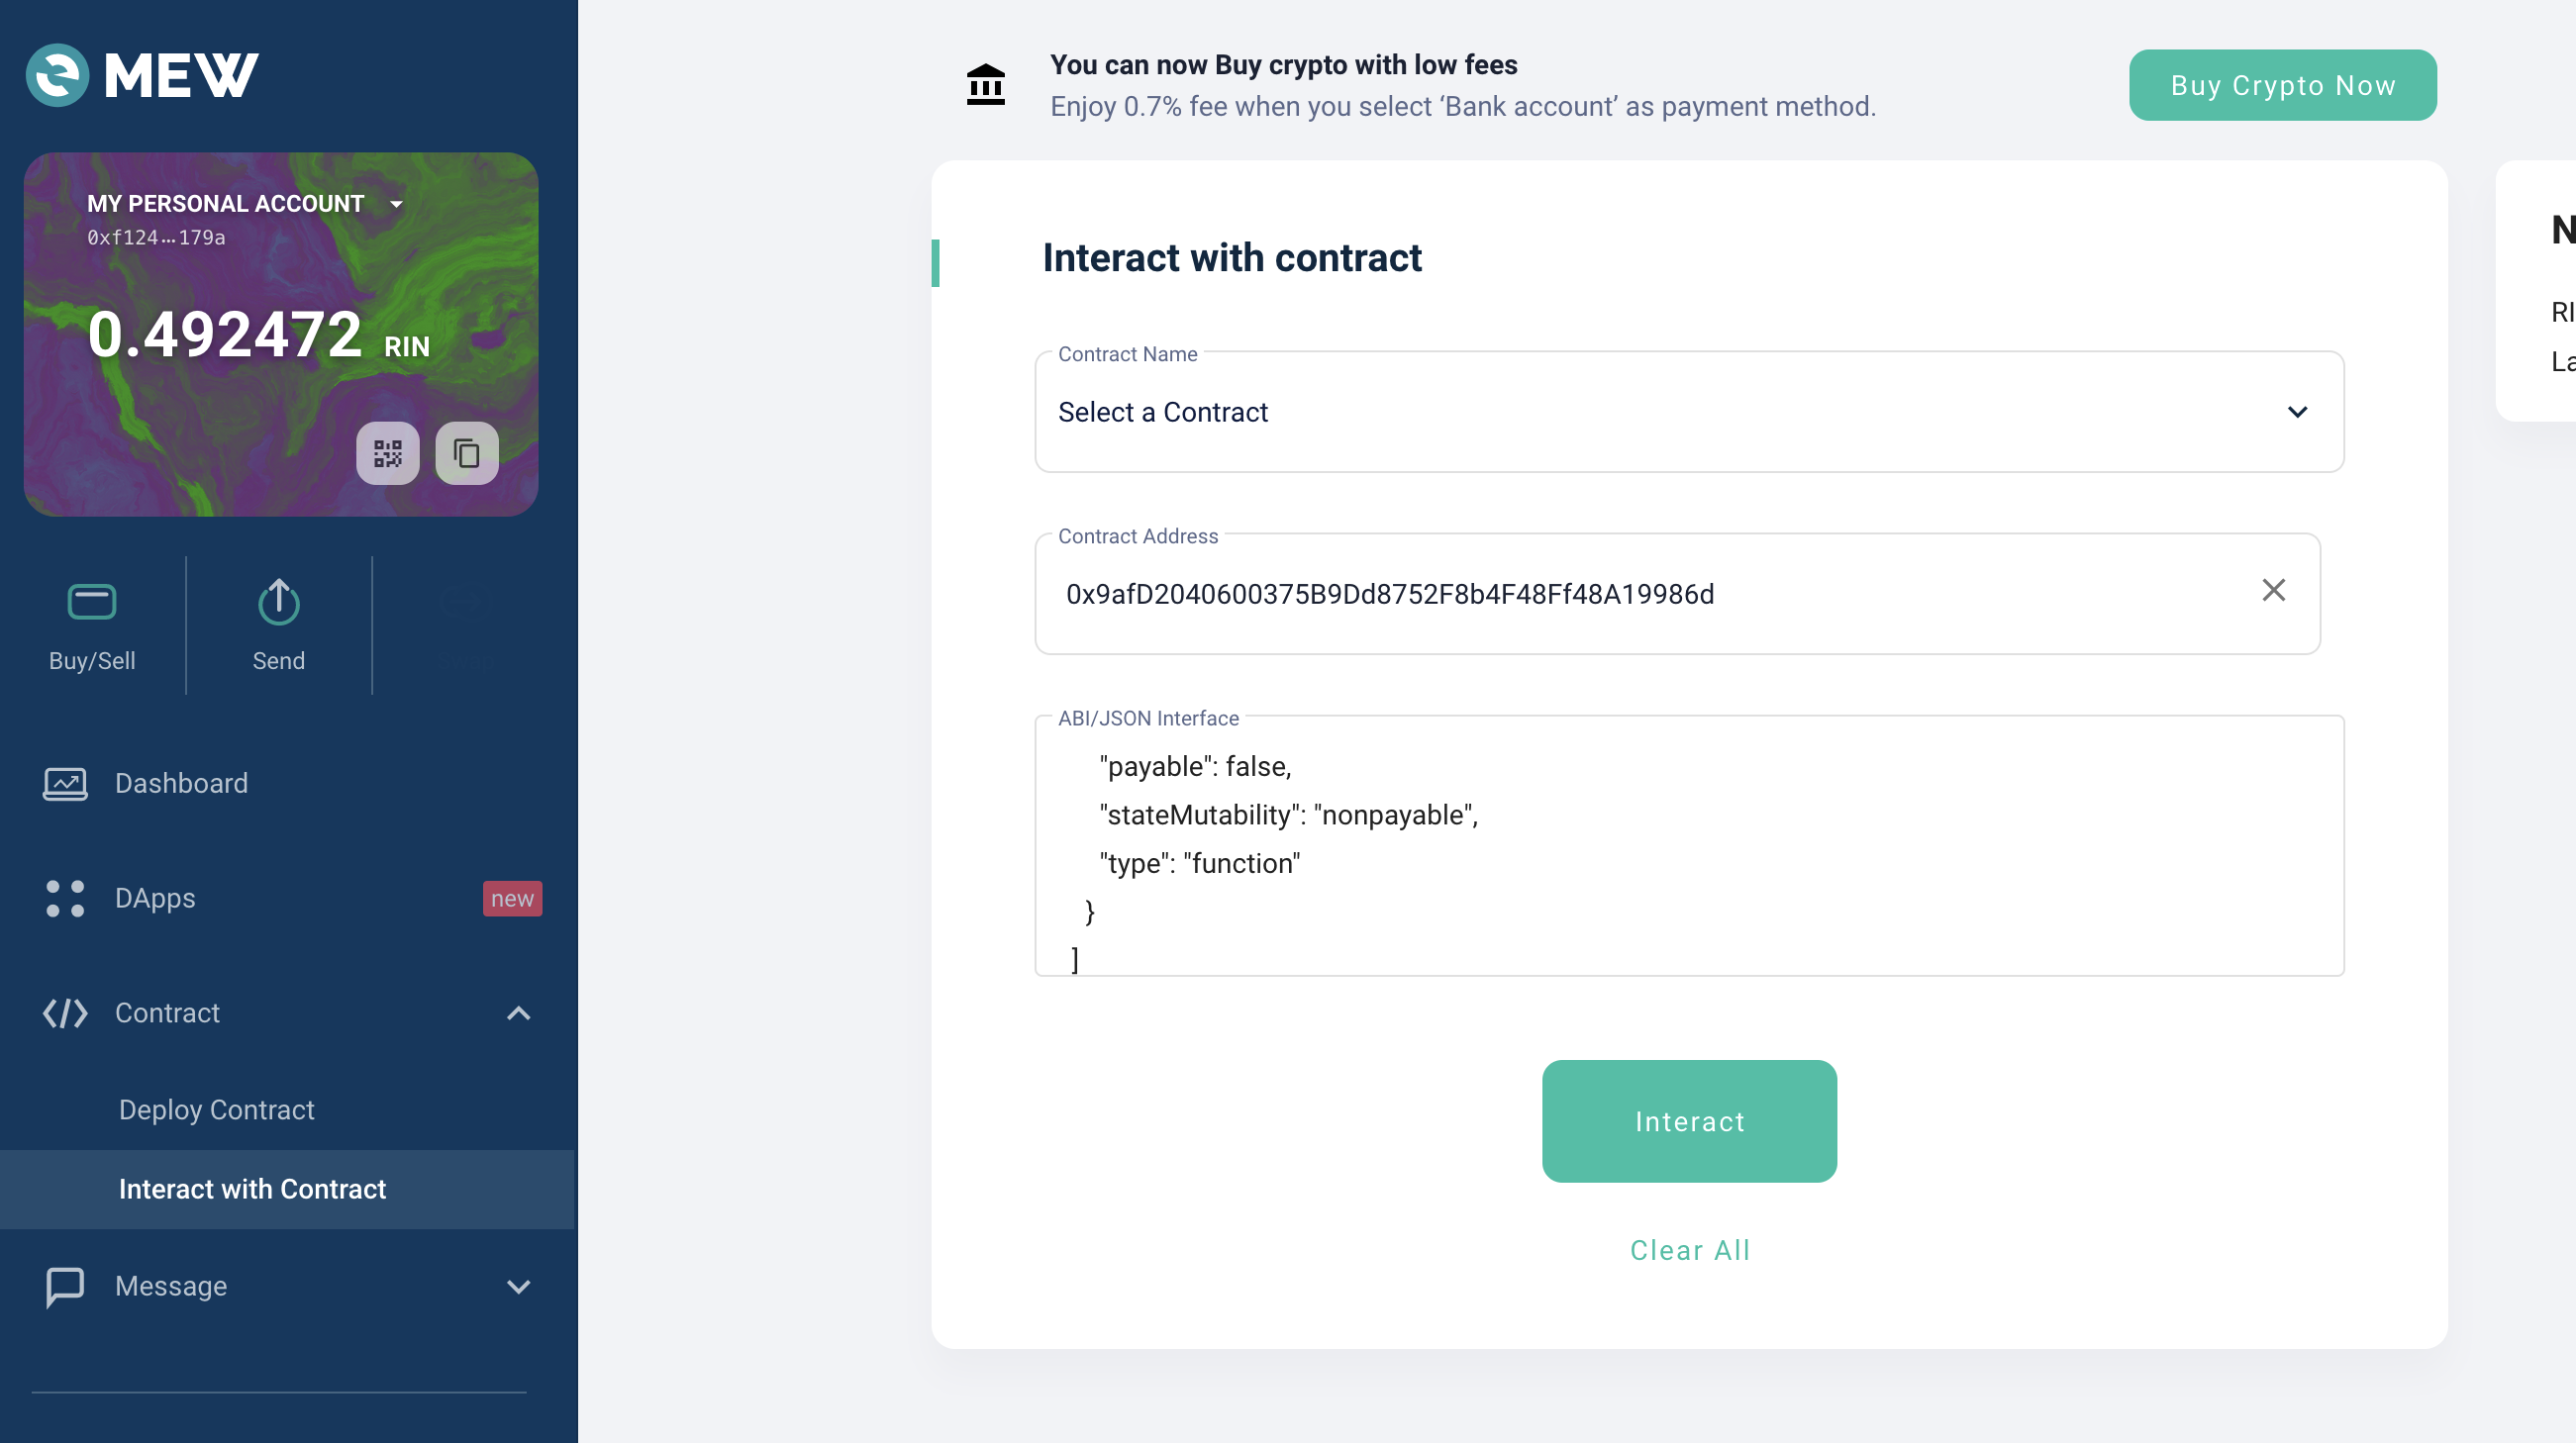 MEW
MY PERSONAL ACCOUNT
0xf124...179a
0.492472 RIN
Buy/Sell
Send
Dashboard
DApps
new
Contract
Deploy Contract
Interact with Contract
Message
You can now Buy crypto with low fees
Enjoy 0.7% fee when you select ‘Bank account’ as payment method.
Buy Crypto Now
Interact with contract
Contract Name
Select a Contract
Contract Address
0x9afD2040600375B9Dd8752F8b4F48Ff48A19986d
ABI/JSON Interface
"payable": false,
"stateMutability": "nonpayable",
"type": "function"
}
]
Interact
Clear All